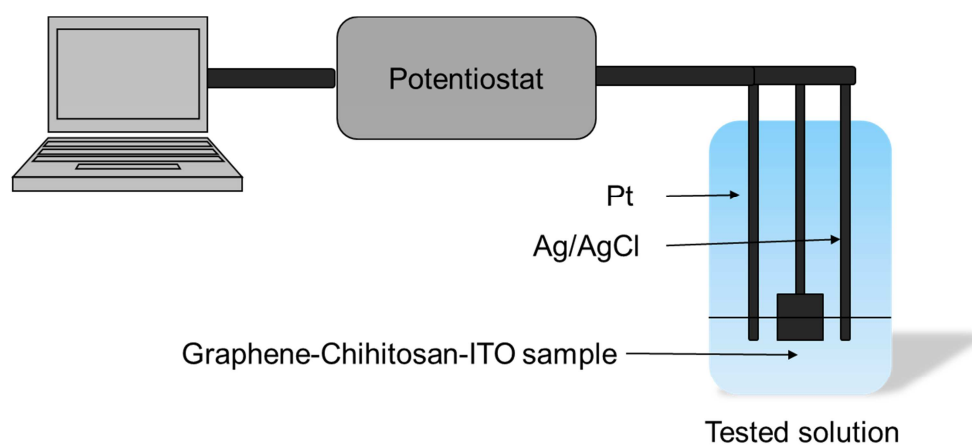 Potentiostat
Pt
Ag/AgCl
Graphene-Chihitosan-ITO sample
Tested solution